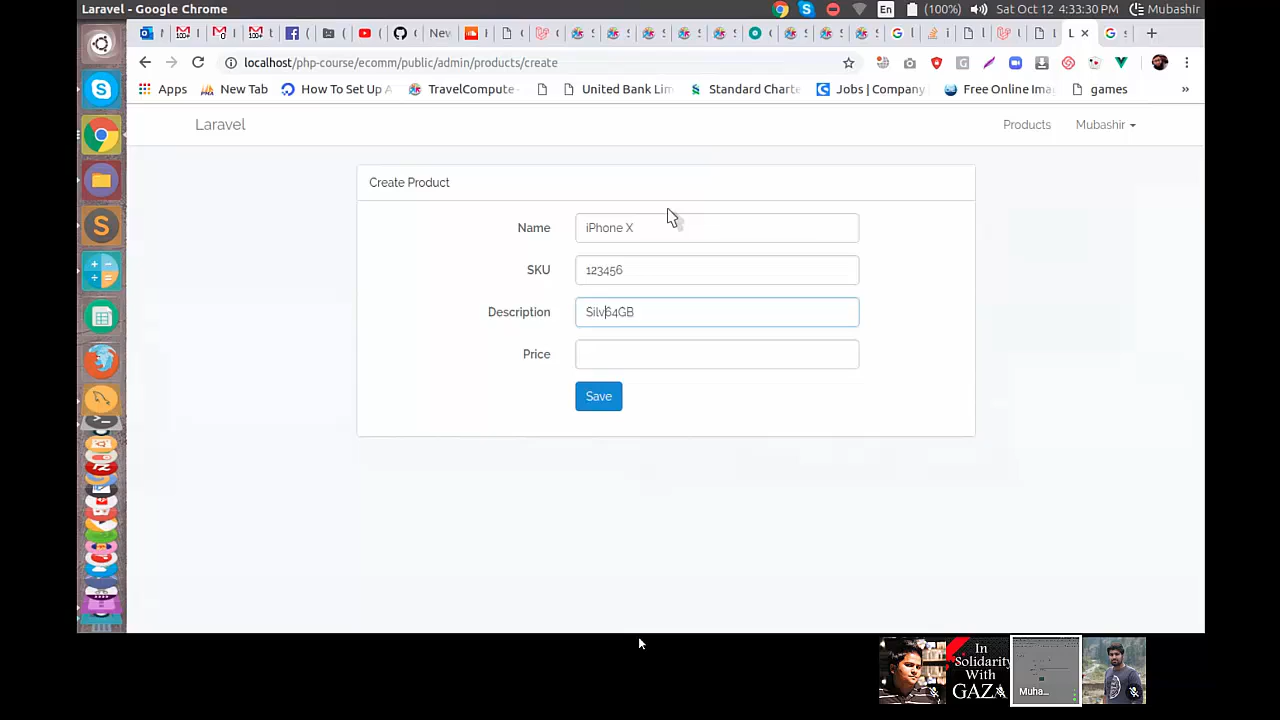 Laravel - Google Chrome
En
(100%)
Sat Oct 12 4:33:30 PM
Mubashir
New
L
localhost/php-course/ecomm/public/admin/products/create
Apps
New Tab
How To Set Up A
TravelCompute -
United Bank Lim
Standard Charte
Jobs | Company
Free Online Ima
games
»
Laravel
Products
Mubashir
Create Product
Name
iPhone X
SKU
123456
Description
Silv64GB
Price
Save
In
Solidarity
With
GAZA
Muha...